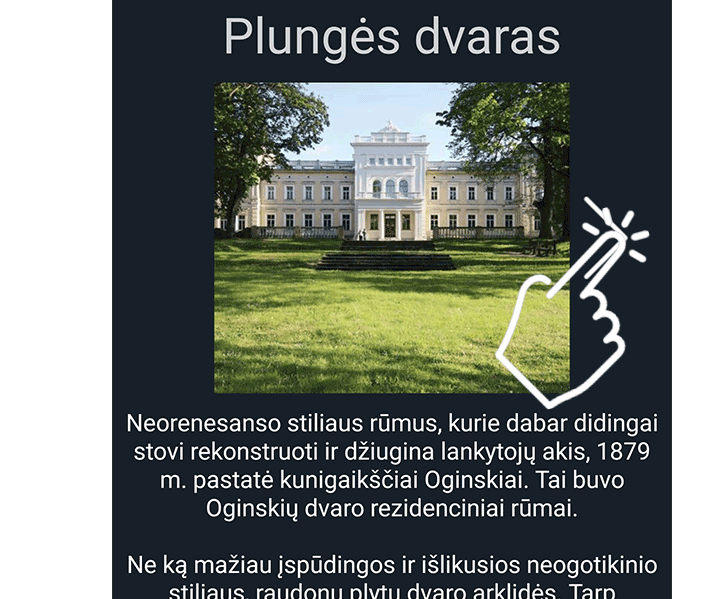 Plungės dvaras
Neorenesanso stiliaus rūmus, kurie dabar didingai
stovi rekonstruoti ir džiugina lankytojų akis, 1879
m. pastatė kunigaikščiai Oginskiai. Tai buvo
Oginskių dvaro rezidenciniai rūmai.
Ne ką mažiau įspūdingos ir išlikusios neogotikinio
stiliaus, raudonų plytų dvaro arklidės. Tarp